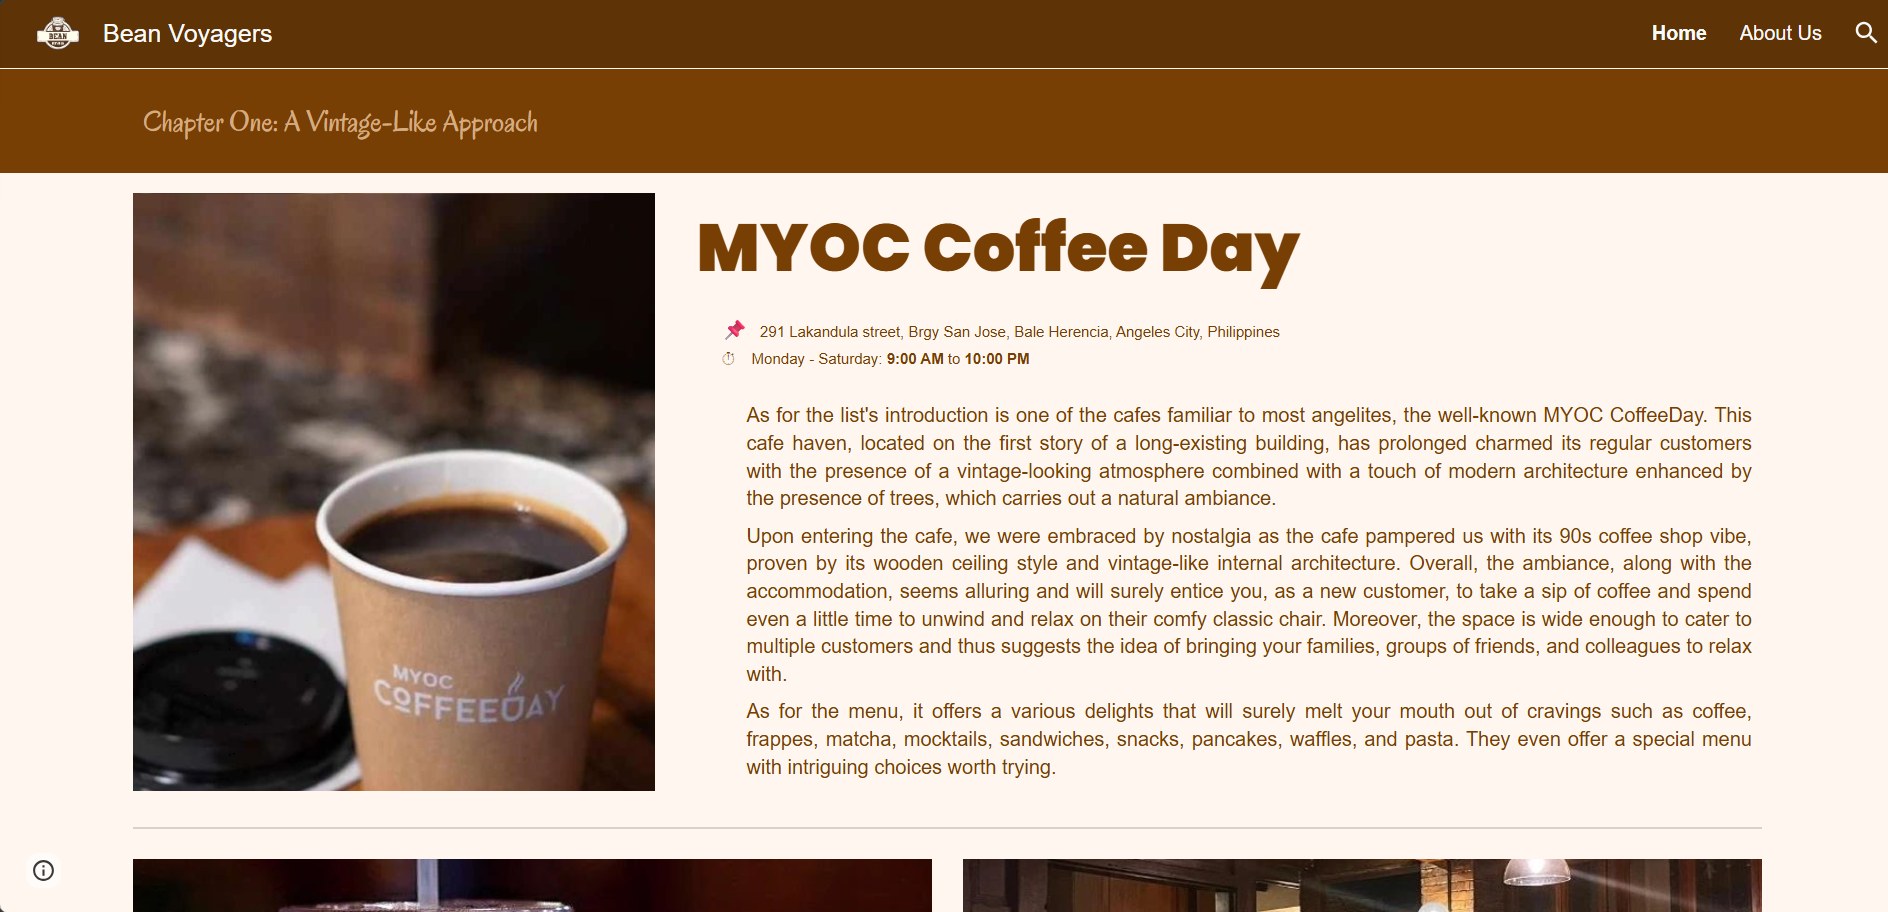 BEAN
Bean Voyagers
Home
About Us
Chapter One: A Vintage-Like Approach
MYOC Coffee Day
291 Lakandula street, Brgy San Jose, Bale Herencia, Angeles City, Philippines
Monday - Saturday: 9:00 AM to 10:00 PM
As for the list's introduction is one of the cafes familiar to most angelites, the well-known MYOC CoffeeDay. This
cafe haven, located on the first story of a long-existing building, has prolonged charmed its regular customers
with the presence of a vintage-looking atmosphere combined with a touch of modern architecture enhanced by
the presence of trees, which carries out a natural ambiance.
Upon entering the cafe, we were embraced by nostalgia as the cafe pampered us with its 90s coffee shop vibe,
proven by its wooden ceiling style and vintage-like internal architecture. Overall, the ambiance, along with the
accommodation, seems alluring and will surely entice you, as a new customer, to take a sip of coffee and spend
even a little time to unwind and relax on their comfy classic chair. Moreover, the space is wide enough to cater to
multiple customers and thus suggests the idea of bringing your families, groups of friends, and colleagues to relax
with.
As for the menu, it offers a various delights that will surely melt your mouth out of cravings such as coffee,
frappes, matcha, mocktails, sandwiches, snacks, pancakes, waffles, and pasta. They even offer a special menu
with intriguing choices worth trying.
MYOC
COFFEEDAY